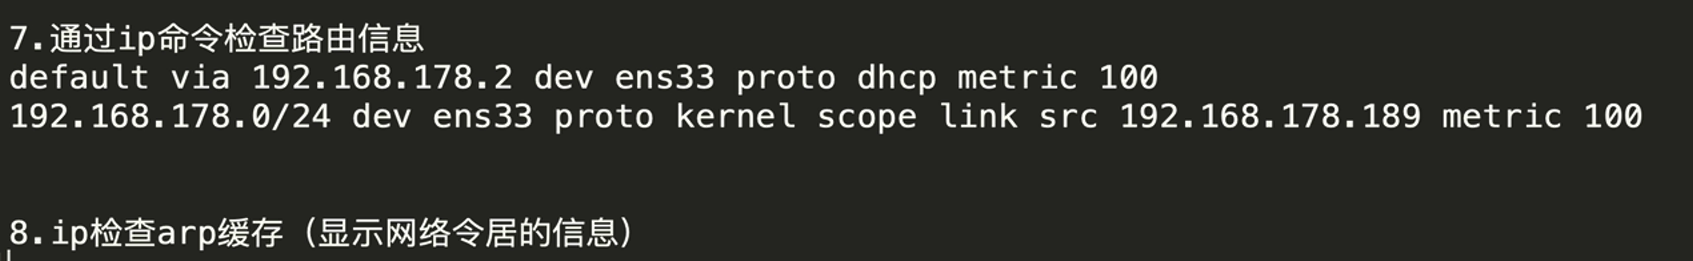 7.通过ip命令检查路由信息
default via 192.168.178.2 dev ens33 proto dhcp metric 100
192.168.178.0/24 dev ens33 proto kernel scope link src 192.168.178.189 metric 100
8.ip检查arp缓存（显示网络令居的信息）